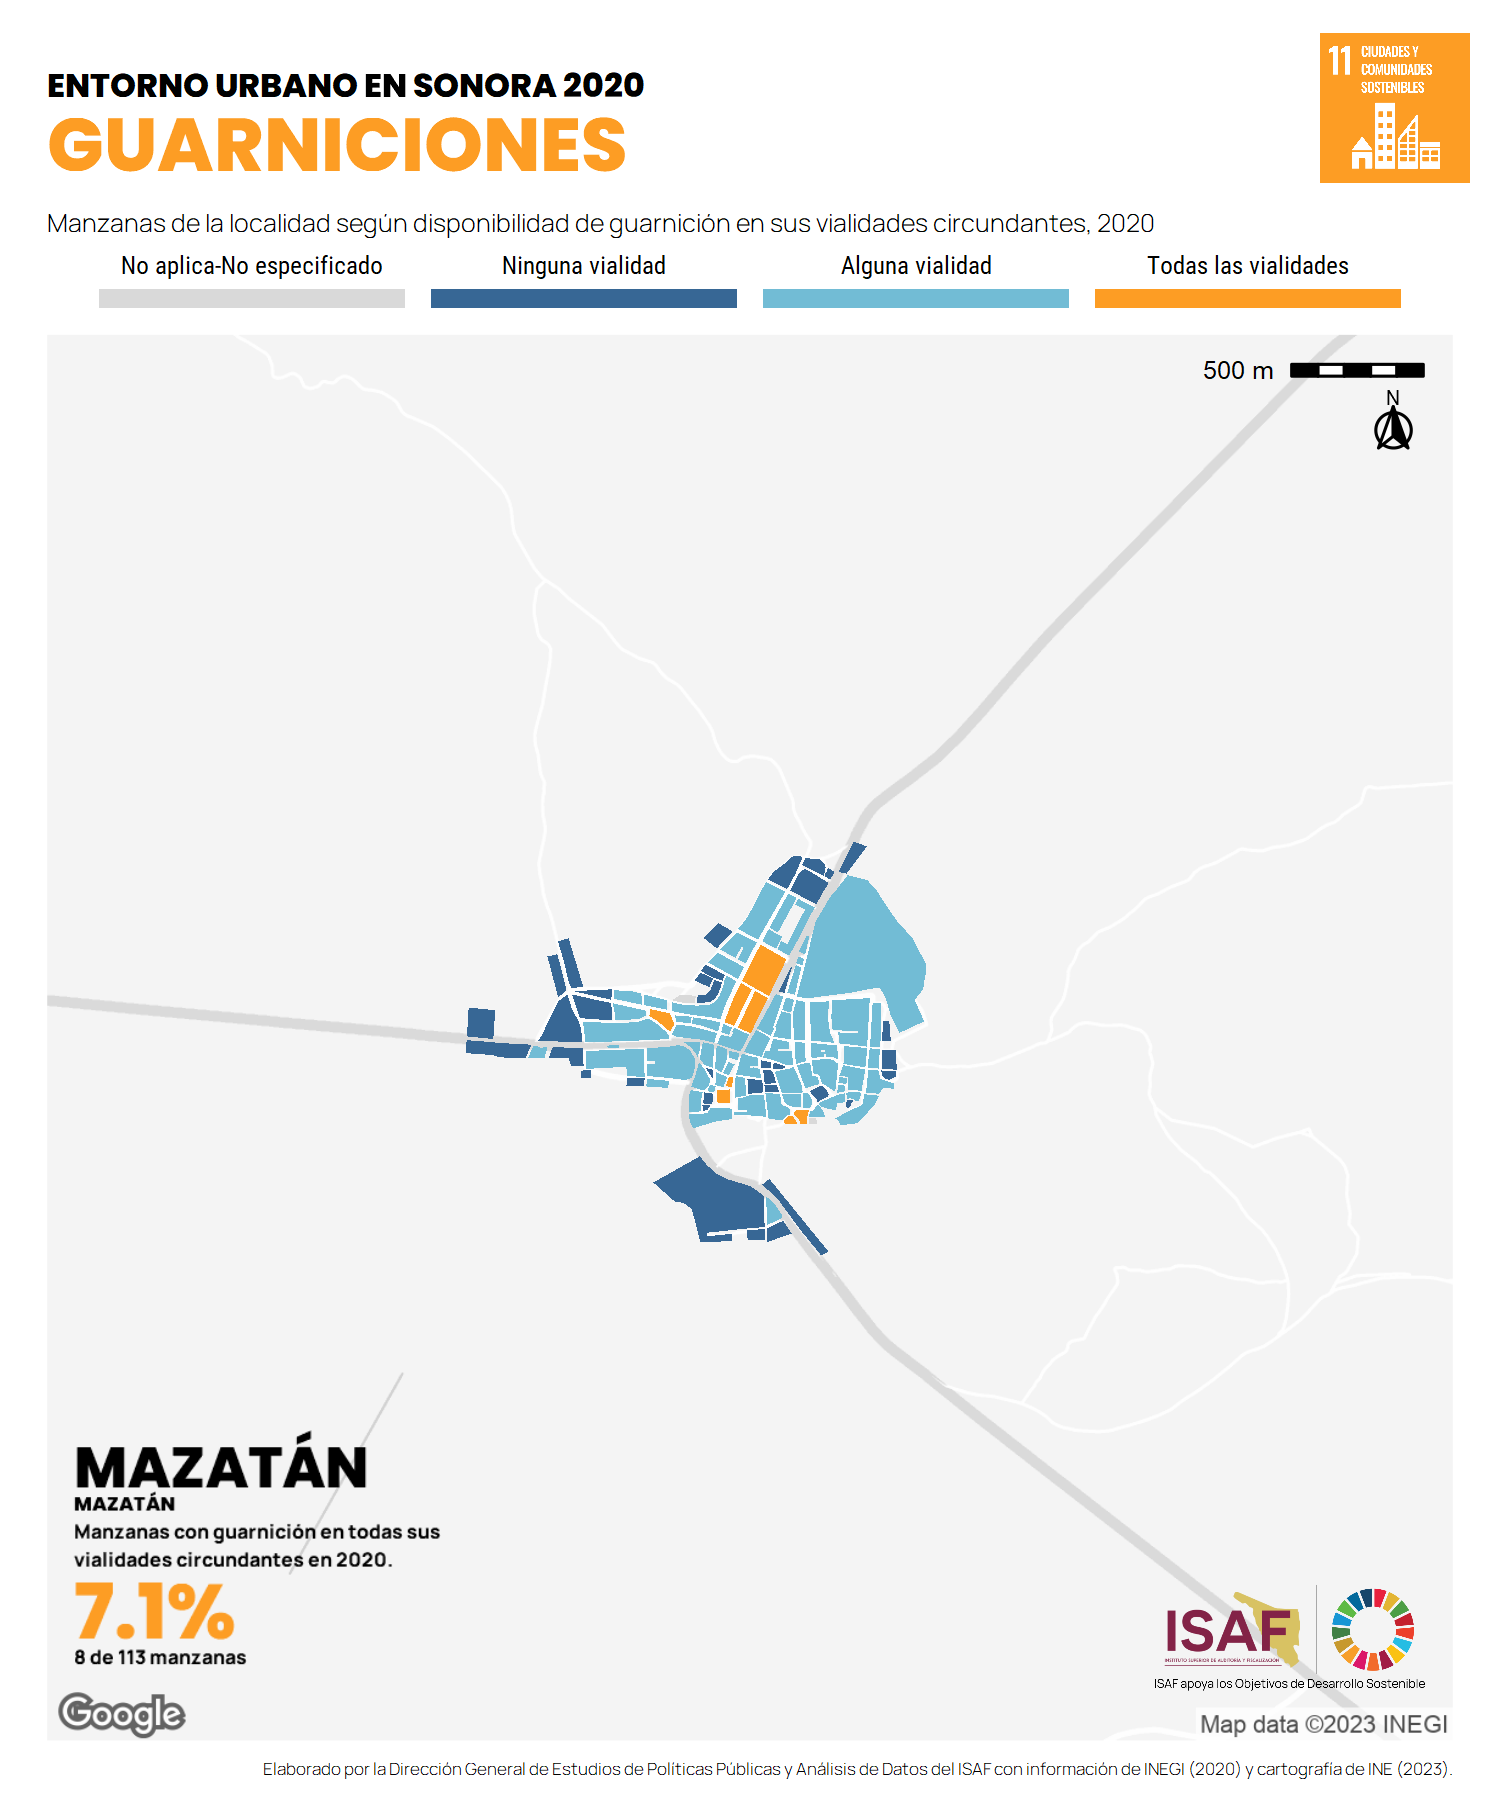 ENTORNO URBANO EN SONORA 2020
GUARNICIONES
11 CIUDADES Y
COMUNIDADES
SOSTENIBLES
Manzanas de la localidad según disponibilidad de guarnición en sus vialidades circundantes, 2020
No aplica-No especificado Ninguna vialidad Alguna vialidad Todas las vialidades
500 m
N
MAZATÁN
MAZATÁN
Manzanas con guarnición en todas sus
vialidades circundantes en 2020.
7.1%
8 de 113 manzanas
ISAF
INSTITUTO SUPERIOR DE AUDITORÍA Y FISCALIZACIÓN
ISAF apoya los Objetivos de Desarrollo Sostenible
Google
Map data ©2023 INEGI
Elaborado por la Dirección General de Estudios de Políticas Públicas y Análisis de Datos del ISAF con información de INEGI (2020) y cartografía de INE (2023).